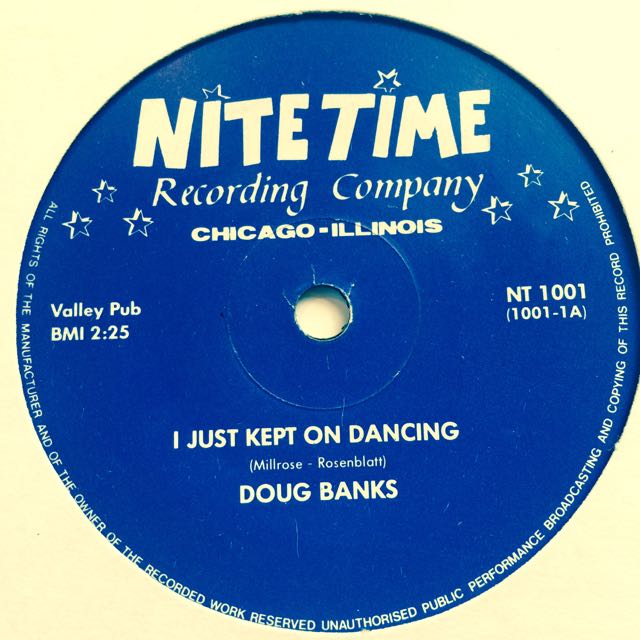 NITE TIME
Recording Company
CHICAGO-ILLINOIS
Valley Pub
BMI 2:25
NT 1001
(1001-1A)
I JUST KEPT ON DANCING
(Millrose - Rosenblatt)
DOUG BANKS
ALL RIGHTS OF THE MANUFACTURER AND OF THE OWNER OF THE RECORDED WORK RESERVED UNAUTHORISED PUBLIC PERFORMANCE BROADCASTING AND COPYING OF THIS RECORD PROHIBITED